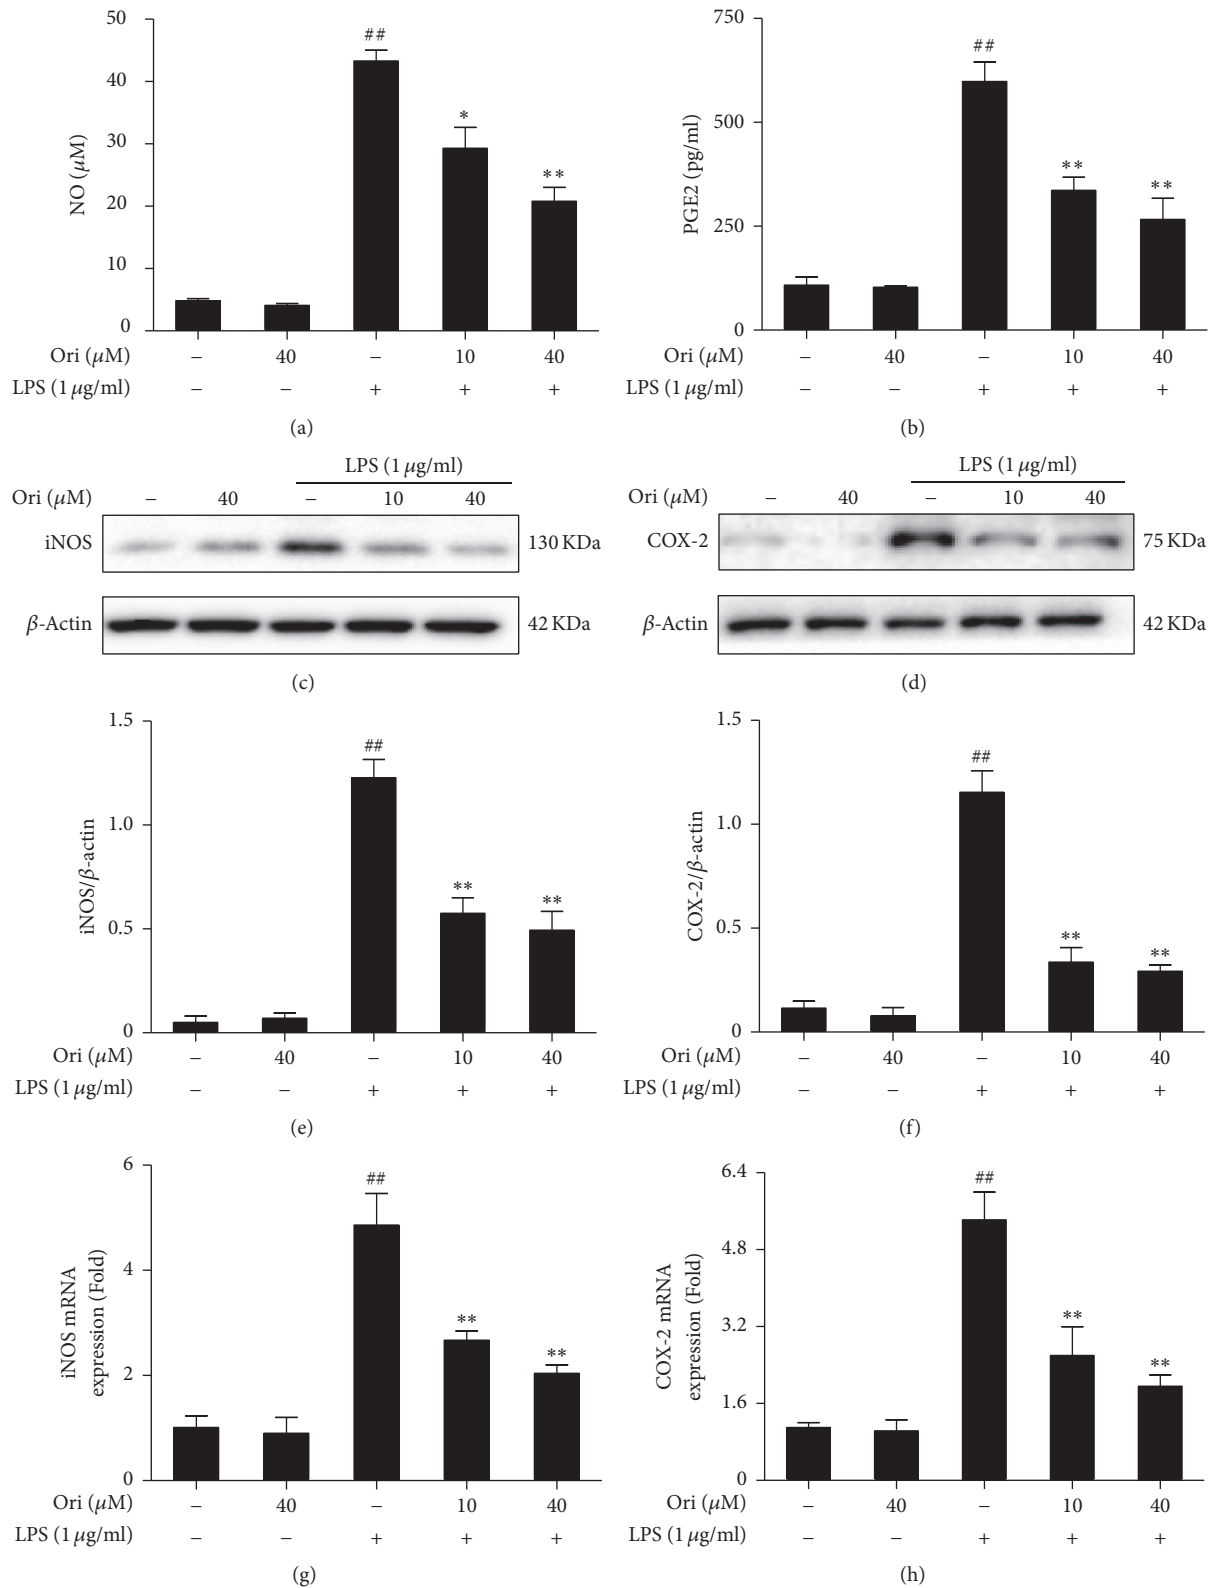 50
40
30
20
10
0
NO (μM)
##
*
**
Ori (μM) – 40 – 10 40
LPS (1 μg/ml) – – + + +
(a)
750
500
250
0
PGE2 (pg/ml)
##
**
**
Ori (μM) – 40 – 10 40
LPS (1 μg/ml) – – + + +
(b)
LPS (1 μg/ml)
Ori (μM) – 40 – 10 40
iNOS 130 KDa
β-Actin 42 KDa
(c)
LPS (1 μg/ml)
Ori (μM) – 40 – 10 40
COX-2 75 KDa
β-Actin 42 KDa
(d)
1.5
1.0
0.5
0
iNOS/β-actin
##
**
**
Ori (μM) – 40 – 10 40
LPS (1 μg/ml) – – + + +
(e)
1.5
1.0
0.5
0
COX-2/β-actin
##
**
**
Ori (μM) – 40 – 10 40
LPS (1 μg/ml) – – + + +
(f)
6
4
2
0
iNOS mRNA
expression (Fold)
##
**
**
Ori (μM) – 40 – 10 40
LPS (1 μg/ml) – – + + +
(g)
6.4
4.8
3.2
1.6
0
COX-2 mRNA
expression (Fold)
##
**
**
Ori (μM) – 40 – 10 40
LPS (1 μg/ml) – – + + +
(h)